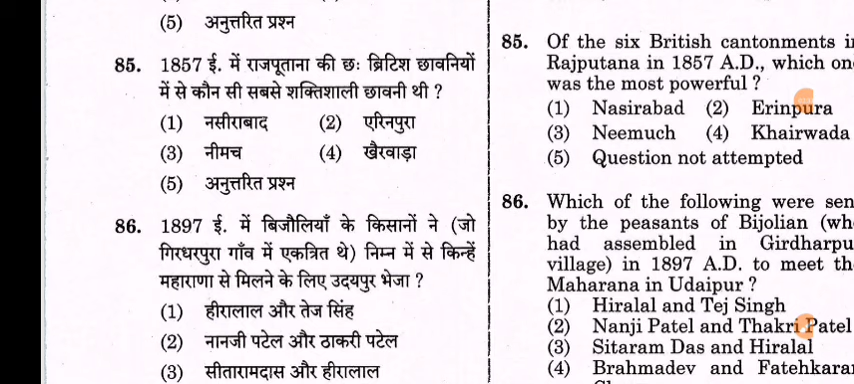 (5) अनुत्तरित प्रश्न
85. 1857 ई. में राजपूताना की छः ब्रिटिश छावनियों
में से कौन सी सबसे शक्तिशाली छावनी थी ?
(1) नसीराबाद (2) एरिनपुरा
(3) नीमच (4) खैरवाड़ा
(5) अनुत्तरित प्रश्न
86. 1897 ई. में बिजौलियाँ के किसानों ने (जो
गिरधरपुरा गाँव में एकत्रित थे) निम्न में से किन्हें
महाराणा से मिलने के लिए उदयपुर भेजा ?
(1) हीरालाल और तेज सिंह
(2) नानजी पटेल और ठाकरी पटेल
(3) सीतारामदास और हीरालाल
85. Of the six British cantonments i
Rajputana in 1857 A.D., which on
was the most powerful ?
(1) Nasirabad (2) Erinpura
(3) Neemuch (4) Khairwada
(5) Question not attempted
86. Which of the following were sen
by the peasants of Bijolian (wh
had assembled in Girdharpu
village) in 1897 A.D. to meet th
Maharana in Udaipur ?
(1) Hiralal and Tej Singh
(2) Nanji Patel and Thakri Patel
(3) Sitaram Das and Hiralal
(4) Brahmadev and Fatehkara